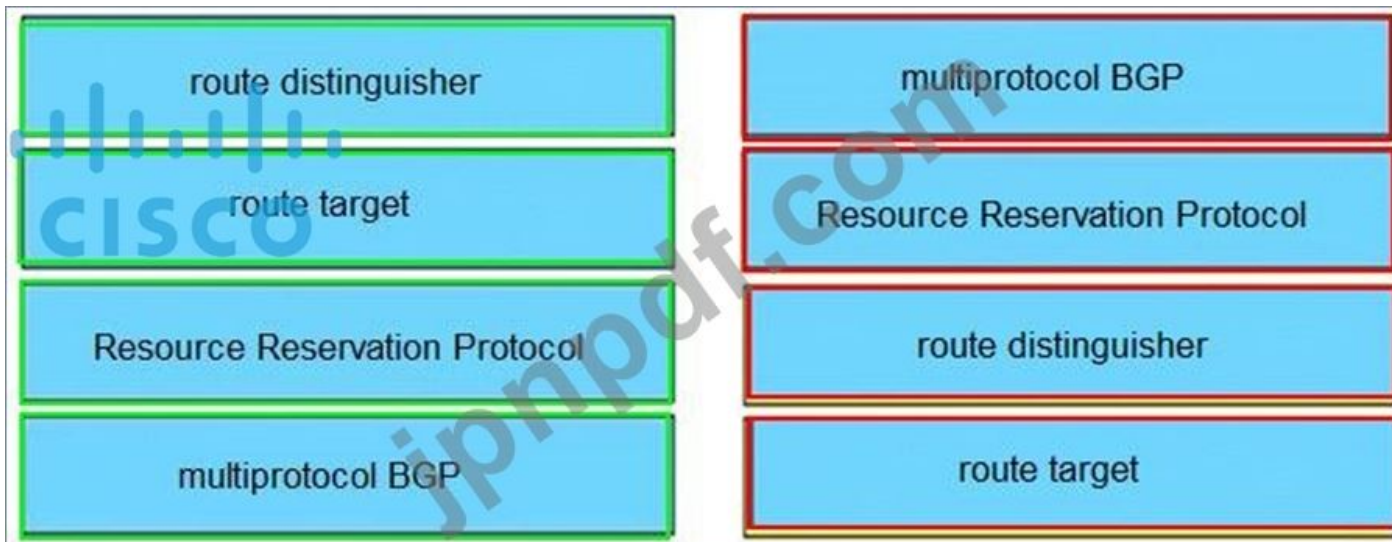 route distinguisher
route target
CISCO
Resource Reservation Protocol
multiprotocol BGP
multiprotocol BGP
Resource Reservation Protocol
route distinguisher
route target
jpnpdf.com